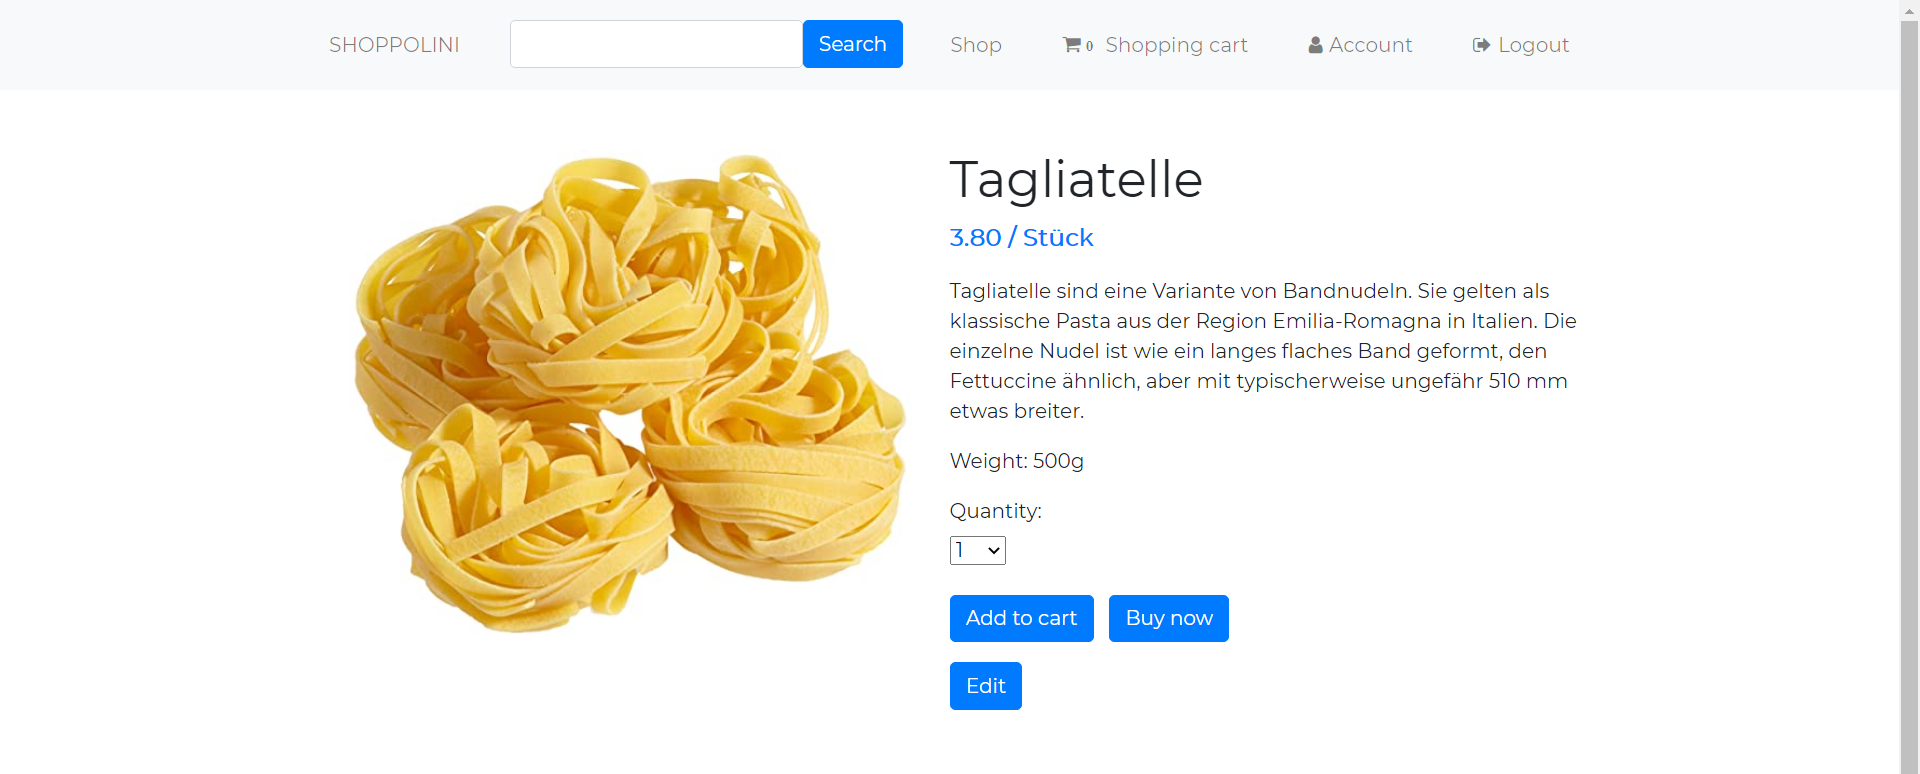 SHOPPOLINI
Search
Shop
0 Shopping cart
Account
Logout
Tagliatelle
3.80 / Stück
Tagliatelle sind eine Variante von Bandnudeln. Sie gelten als
klassische Pasta aus der Region Emilia-Romagna in Italien. Die
einzelne Nudel ist wie ein langes flaches Band geformt, den
Fettuccine ähnlich, aber mit typischerweise ungefähr 510 mm
etwas breiter.
Weight: 500g
Quantity:
1
Add to cart
Buy now
Edit